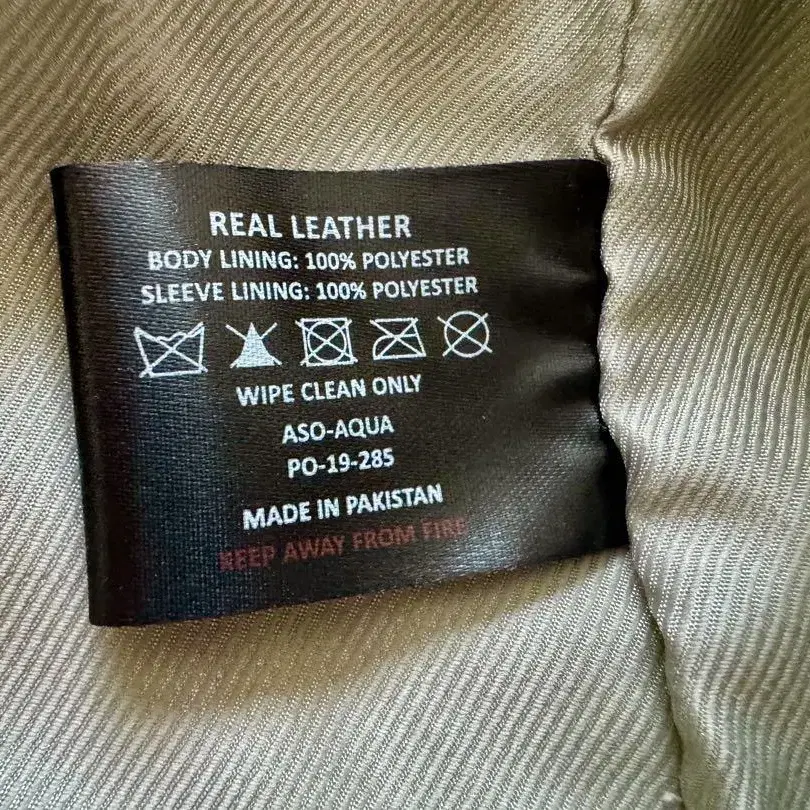 REAL LEATHER
BODY LINING: 100% POLYESTER
SLEEVE LINING: 100% POLYESTER
WIPE CLEAN ONLY
ASO-AQUA
PO-19-285
MADE IN PAKISTAN
KEEP AWAY FROM FIRE